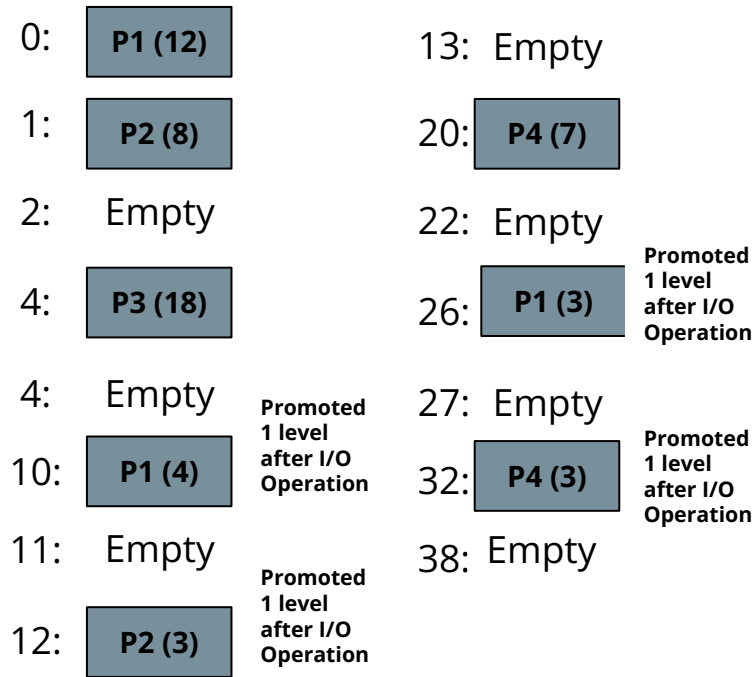 0: P1 (12)
1: P2 (8)
2: Empty
4: P3 (18)
4: Empty
10: P1 (4)
Promoted
1 level
after I/O
Operation
11: Empty
12: P2 (3)
Promoted
1 level
after I/O
Operation
13: Empty
20: P4 (7)
22: Empty
26: P1 (3)
Promoted
1 level
after I/O
Operation
27: Empty
32: P4 (3)
Promoted
1 level
after I/O
Operation
38: Empty